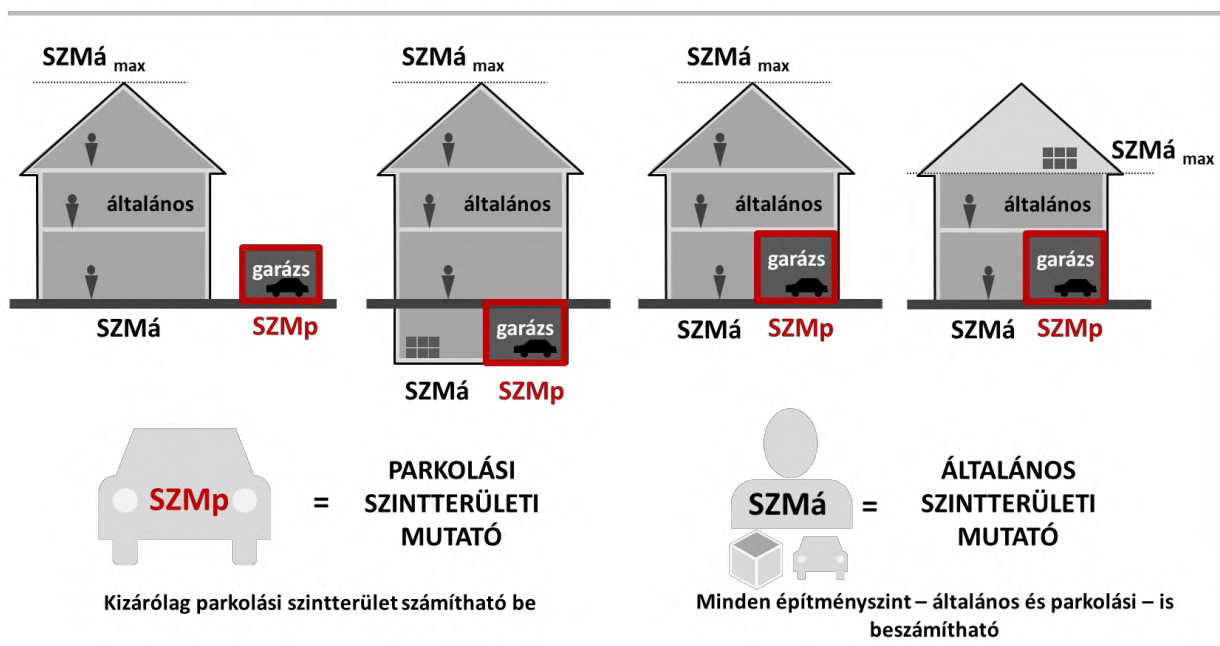 SZMá max
általános
garázs
SZMá
SZMp
SZMá max
általános
garázs
SZMá
SZMp
SZMá max
általános
garázs
SZMá
SZMp
SZMá max
általános
garázs
SZMá
SZMp
SZMp
=
PARKOLÁSI
SZINTTERÜLETI
MUTATÓ
Kizárólag parkolási szintterület számítható be
SZMá
=
ÁLTALÁNOS
SZINTTERÜLETI
MUTATÓ
Minden építményszint – általános és parkolási – is
beszámítható